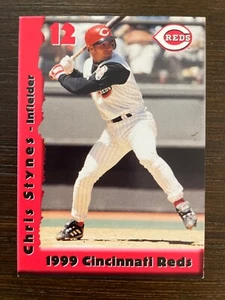 12
REDS
Chris Stynes - Infielder
1999 Cincinnati Reds